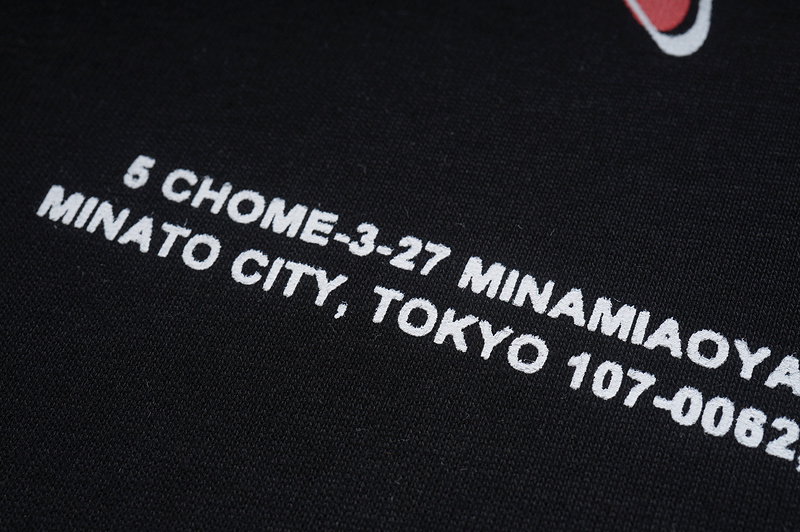 5 CHOME-3-27 MINAMIAOYA
MINATO CITY, TOKYO 107-0062,